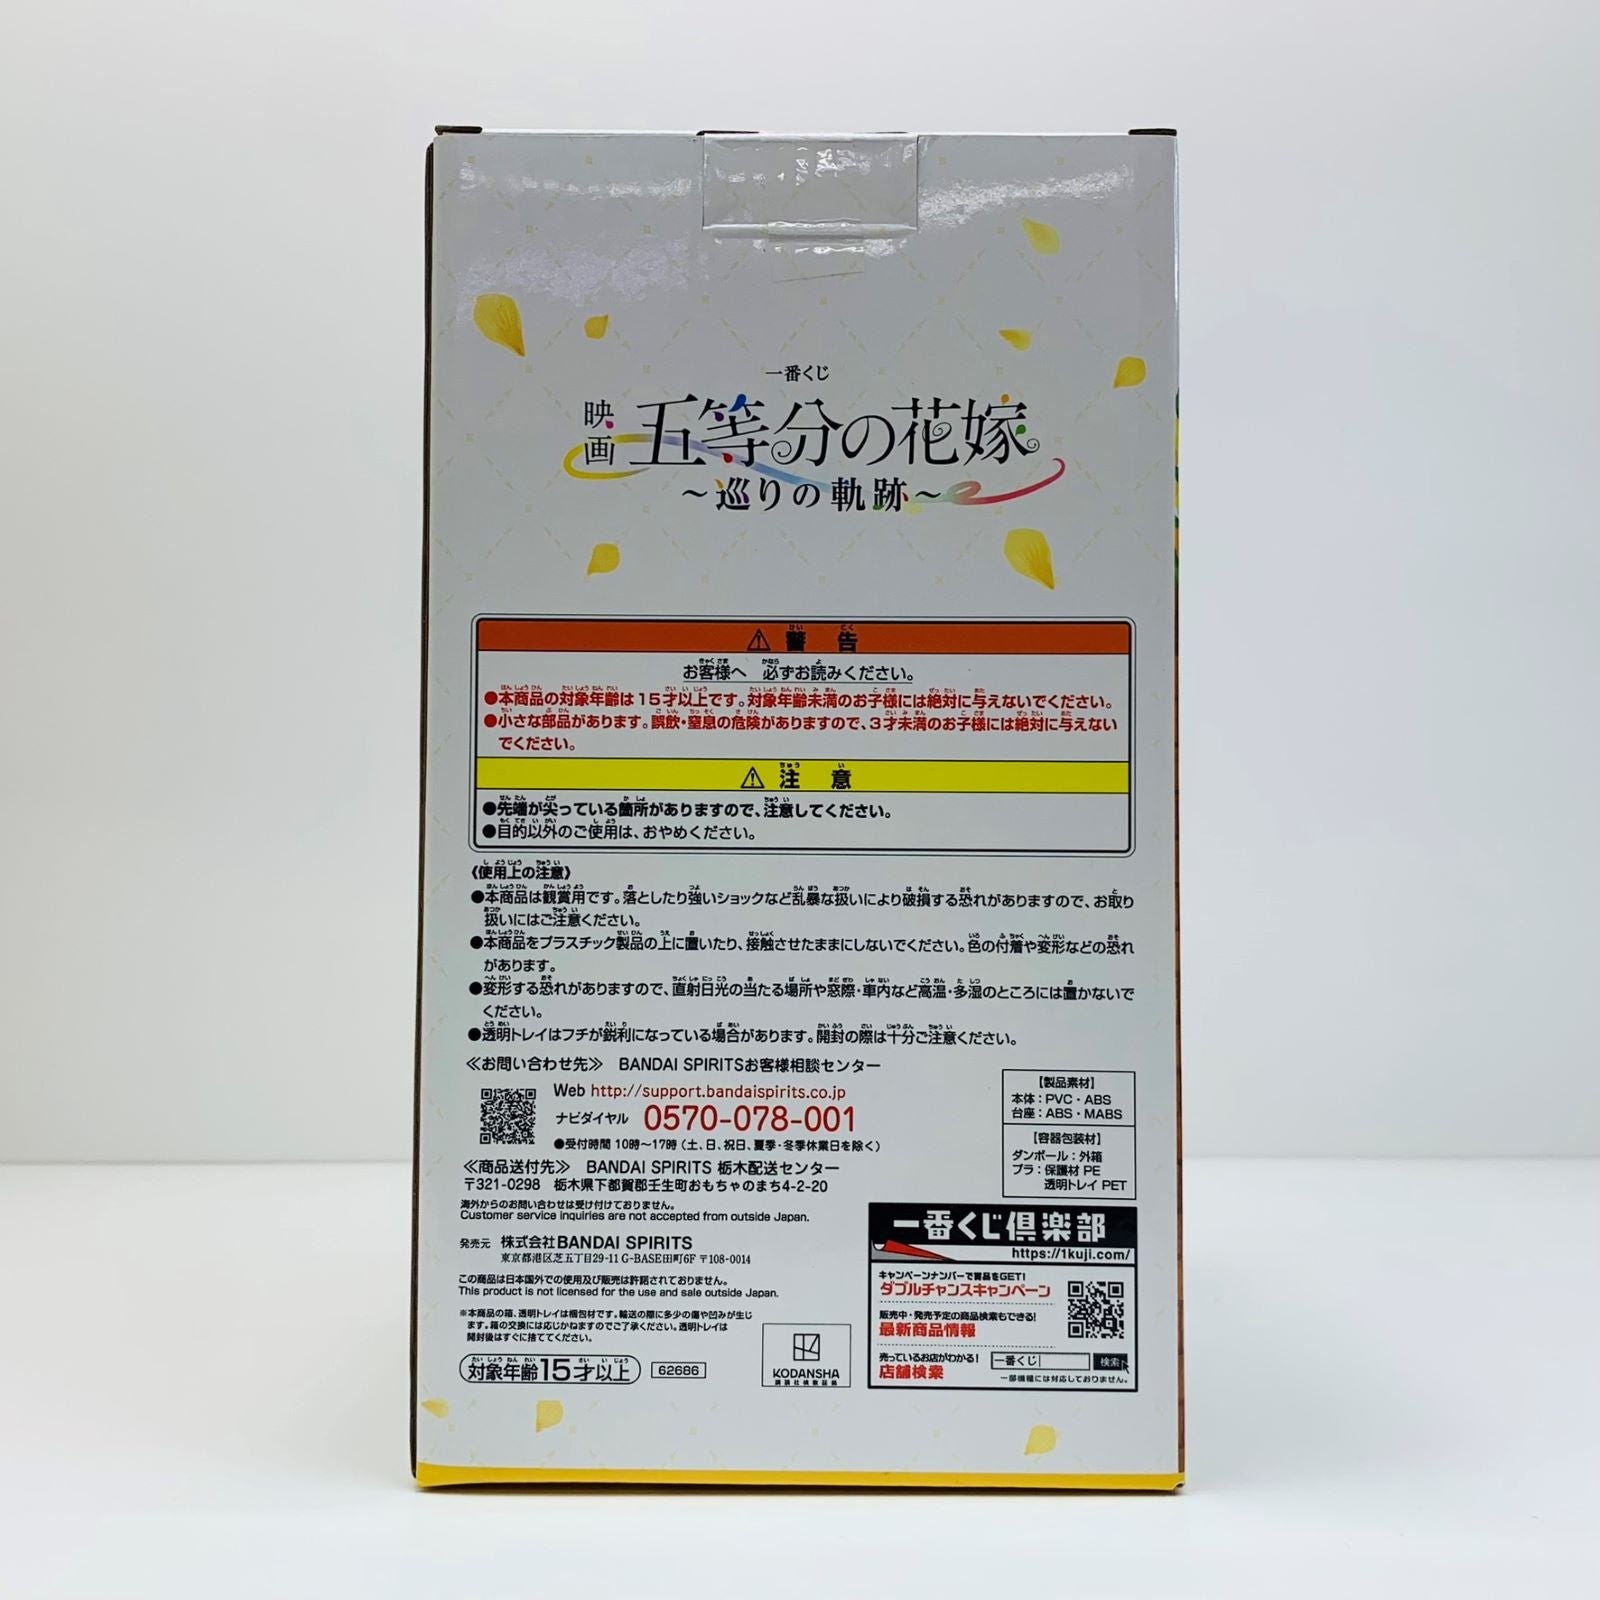 一番くじ
映画 五等分の花嫁
～巡りの軌跡～
⚠ 警告
お客様へ 必ずお読みください。
●本商品の対象年齢は15才以上です。対象年齢未満のお子様には絶対に与えないでください。
●小さな部品があります。誤飲・窒息の危険がありますので、3才未満のお子様には絶対に与えない
でください。
⚠ 注意
●先端が尖っている箇所がありますので、注意してください。
●目的以外のご使用は、おやめください。
《使用上の注意》
●本商品は観賞用です。落としたり強いショックなど乱暴な扱いにより破損する恐れがありますので、お取り
扱いにはご注意ください。
●本商品をプラスチック製品の上に置いたり、接触させたままにしないでください。色の付着や変形などの恐れ
があります。
●変形する恐れがありますので、直射日光の当たる場所や窓際・車内など高温・多湿のところには置かないで
ください。
●透明トレイはフチが鋭利になっている場合があります。開封の際は十分ご注意ください。
≪お問い合わせ先≫ BANDAI SPIRITSお客様相談センター
Web http://support.bandaispirits.co.jp
ナビダイヤル 0570-078-001
●受付時間 10時～17時（土、日、祝日、夏季・冬季休業日を除く）
≪商品送付先≫ BANDAI SPIRITS 栃木配送センター
〒321-0298 栃木県下都賀郡壬生町おもちゃのまち4-2-20
海外からのお問い合わせは受け付けておりません。
Customer service inquiries are not accepted from outside Japan.
発売元 株式会社BANDAI SPIRITS
東京都港区芝五丁目29-11 G-BASE田町6F 〒108-0014
この商品は日本国外での使用及び販売は許諾されておりません。
This product is not licensed for the use and sale outside Japan.
※本商品の箱、透明トレイは梱包材です。輸送の際に多少の傷や凹みが生じ
ます。箱の交換には応じかねますのでご了承ください。透明トレイは
開封後はすぐに捨ててください。
対象年齢15才以上
62686
KODANSHA
【製品素材】
本体：PVC・ABS
台座：ABS・MABS
【容器包装材】
ダンボール：外箱
プラ：保護材 PE
透明トレイ PET
一番くじ倶楽部
https://1kuji.com/
キャンペーンナンバーで賞品をGET!
ダブルチャンスキャンペーン
販売中・発売予定の商品検索もできる!
最新商品情報
売っているお店がわかる!
店舗検索
一番くじ 検索
一部機種には対応しておりません。